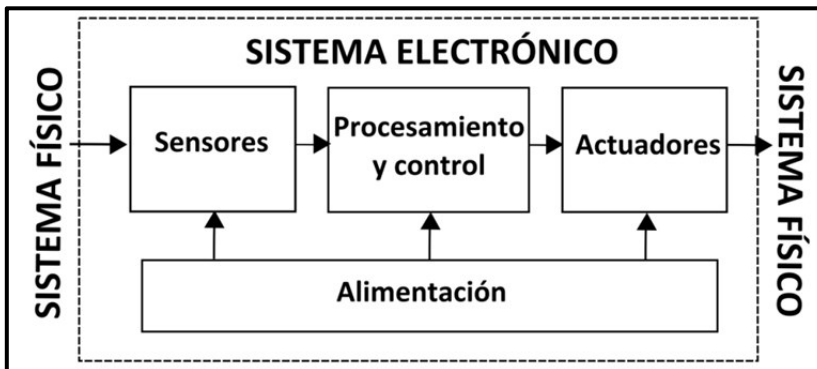 SISTEMA ELECTRÓNICO
SISTEMA FÍSICO
Sensores
Procesamiento
y control
Actuadores
SISTEMA FÍSICO
Alimentación